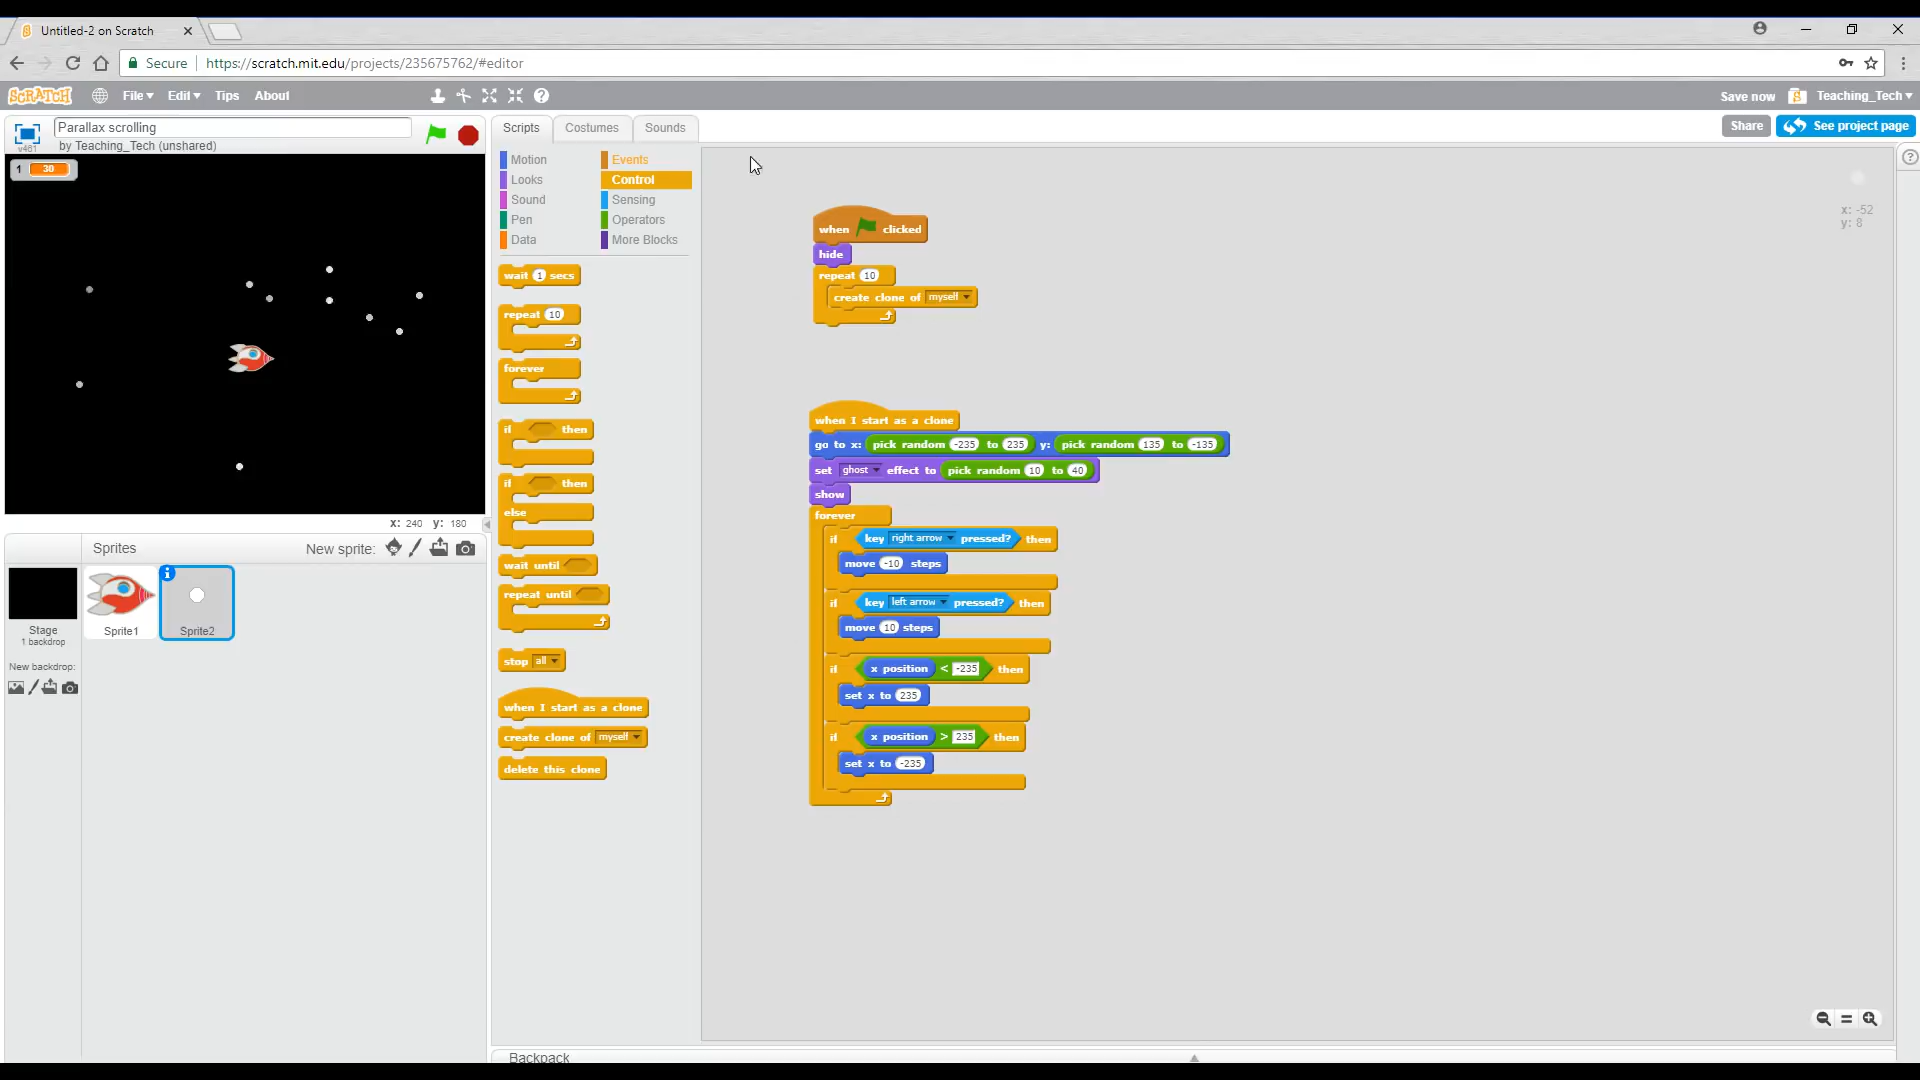 Untitled-2 on Scratch
Secure https://scratch.mit.edu/projects/235675762/#editor
SCRATCH File Edit Tips About Save now Teaching_Tech
Parallax scrolling
by Teaching_Tech (unshared)
v461
Scripts Costumes Sounds
Share See project page
1 30
Motion Events
Looks Control
Sound Sensing
Pen Operators
Data More Blocks
wait 1 secs
repeat 10
forever
if then
if then
else
wait until
repeat until
stop all
when I start as a clone
create clone of myself
delete this clone
when clicked
hide
repeat 10
create clone of myself
when I start as a clone
go to x: pick random -235 to 235 y: pick random 135 to -135
set ghost effect to pick random 10 to 40
show
forever
if key right arrow pressed? then
move -10 steps
if key left arrow pressed? then
move 10 steps
if x position < -235 then
set x to 235
if x position > 235 then
set x to -235
x: -52
y: 8
x: 240 y: 180
Sprites New sprite:
Stage
1 backdrop
New backdrop:
Sprite1
Sprite2
Backpack